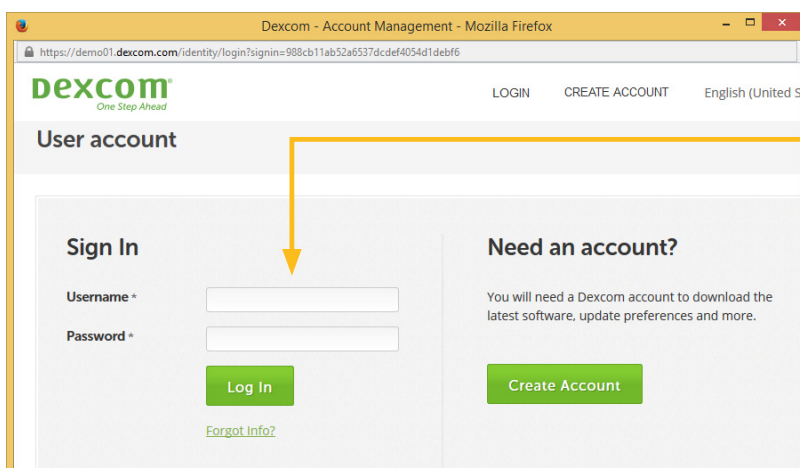 Dexcom - Account Management - Mozilla Firefox
https://demo01.dexcom.com/identity/login?signin=988cb11ab52a6537dcdef4054d1debf6
Dexcom
One Step Ahead
LOGIN CREATE ACCOUNT English (United S
User account
Sign In
Username *
Password *
Log In
Forgot Info?
Need an account?
You will need a Dexcom account to download the
latest software, update preferences and more.
Create Account